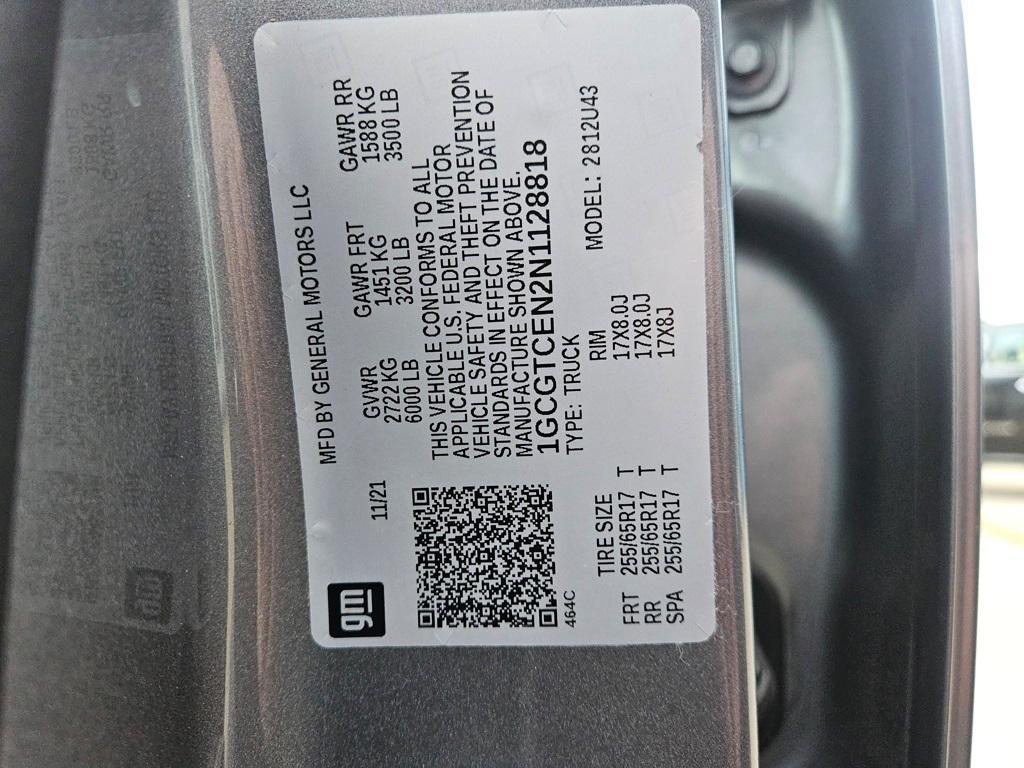 gm
MFD BY GENERAL MOTORS LLC
11/21
GVWR GAWR FRT GAWR RR
2722KG 1451 KG 1588 KG
6000 LB 3200 LB 3500 LB
THIS VEHICLE CONFORMS TO ALL
APPLICABLE U.S. FEDERAL MOTOR
VEHICLE SAFETY AND THEFT PREVENTION
STANDARDS IN EFFECT ON THE DATE OF
MANUFACTURE SHOWN ABOVE.
1GCGTCEN2N1128818
464C
TYPE: TRUCK MODEL: 2812U43
TIRE SIZE RIM
FRT 255/65R17 T 17X8.0J
RR 255/65R17 T 17X8.0J
SPA 255/65R17 T 17X8J